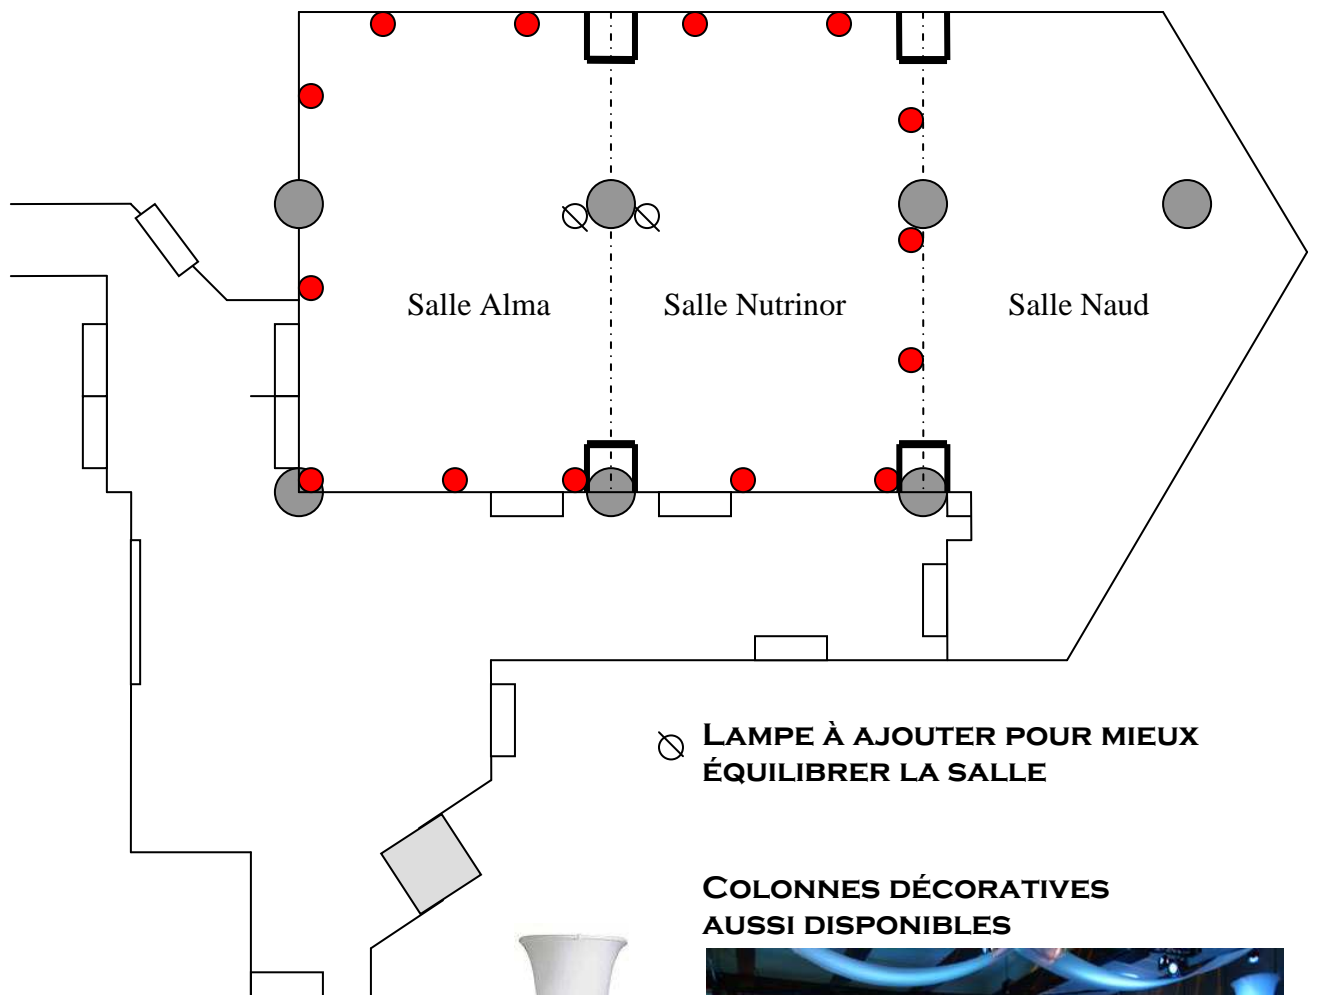 Salle Alma
Salle Nutrinor
Salle Naud
LAMPE À AJOUTER POUR MIEUX
ÉQUILIBRER LA SALLE
COLONNES DÉCORATIVES
AUSSI DISPONIBLES